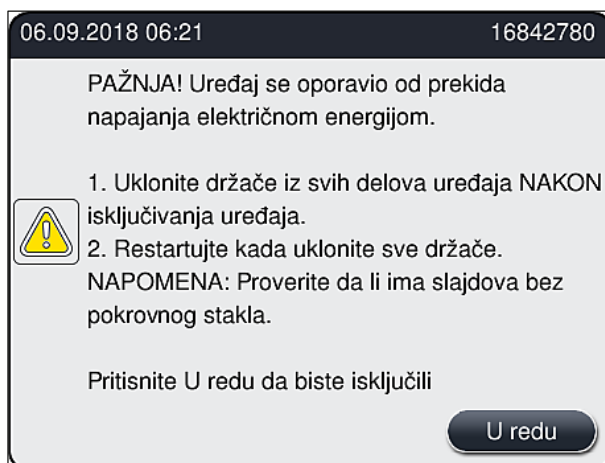 06.09.2018 06:21 16842780
PAŽNJA! Uređaj se oporavio od prekida
napajanja električnom energijom.
1. Uklonite držače iz svih delova uređaja NAKON
isključivanja uređaja.
2. Restartujte kada uklonite sve držače.
NAPOMENA: Proverite da li ima slajdova bez
pokrovnog stakla.
Pritisnite U redu da biste isključili
U redu